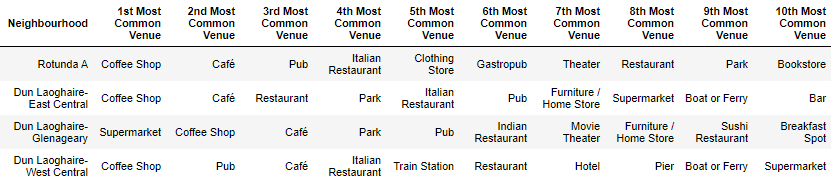 Neighbourhood 1st Most Common Venue 2nd Most Common Venue 3rd Most Common Venue 4th Most Common Venue 5th Most Common Venue 6th Most Common Venue 7th Most Common Venue 8th Most Common Venue 9th Most Common Venue 10th Most Common Venue
Rotunda A Coffee Shop Café Pub Italian Restaurant Clothing Store Gastropub Theater Restaurant Park Bookstore
Dun Laoghaire-East Central Coffee Shop Café Restaurant Park Italian Restaurant Pub Furniture / Home Store Supermarket Boat or Ferry Bar
Dun Laoghaire-Glenageary Supermarket Coffee Shop Café Park Pub Indian Restaurant Movie Theater Furniture / Home Store Sushi Restaurant Breakfast Spot
Dun Laoghaire-West Central Coffee Shop Pub Café Italian Restaurant Train Station Restaurant Hotel Pier Boat or Ferry Supermarket